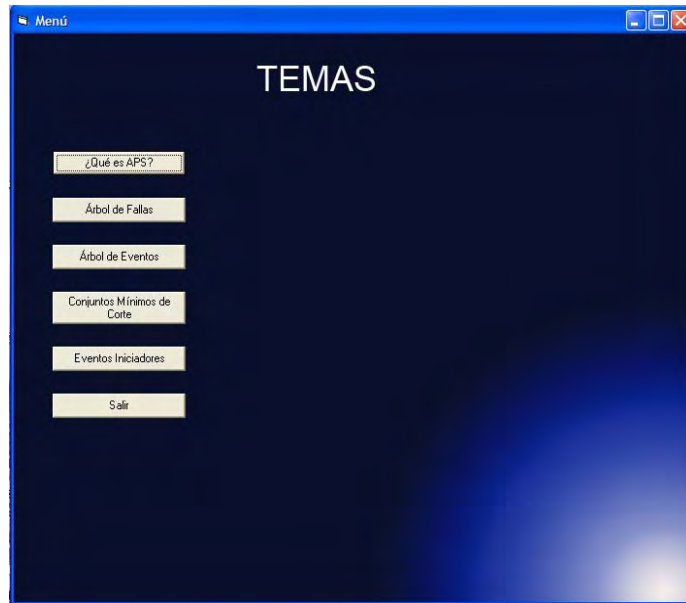 Menú
TEMAS
¿Qué es APS?
Árbol de Fallas
Árbol de Eventos
Conjuntos Mínimos de
Corte
Eventos Iniciadores
Salir